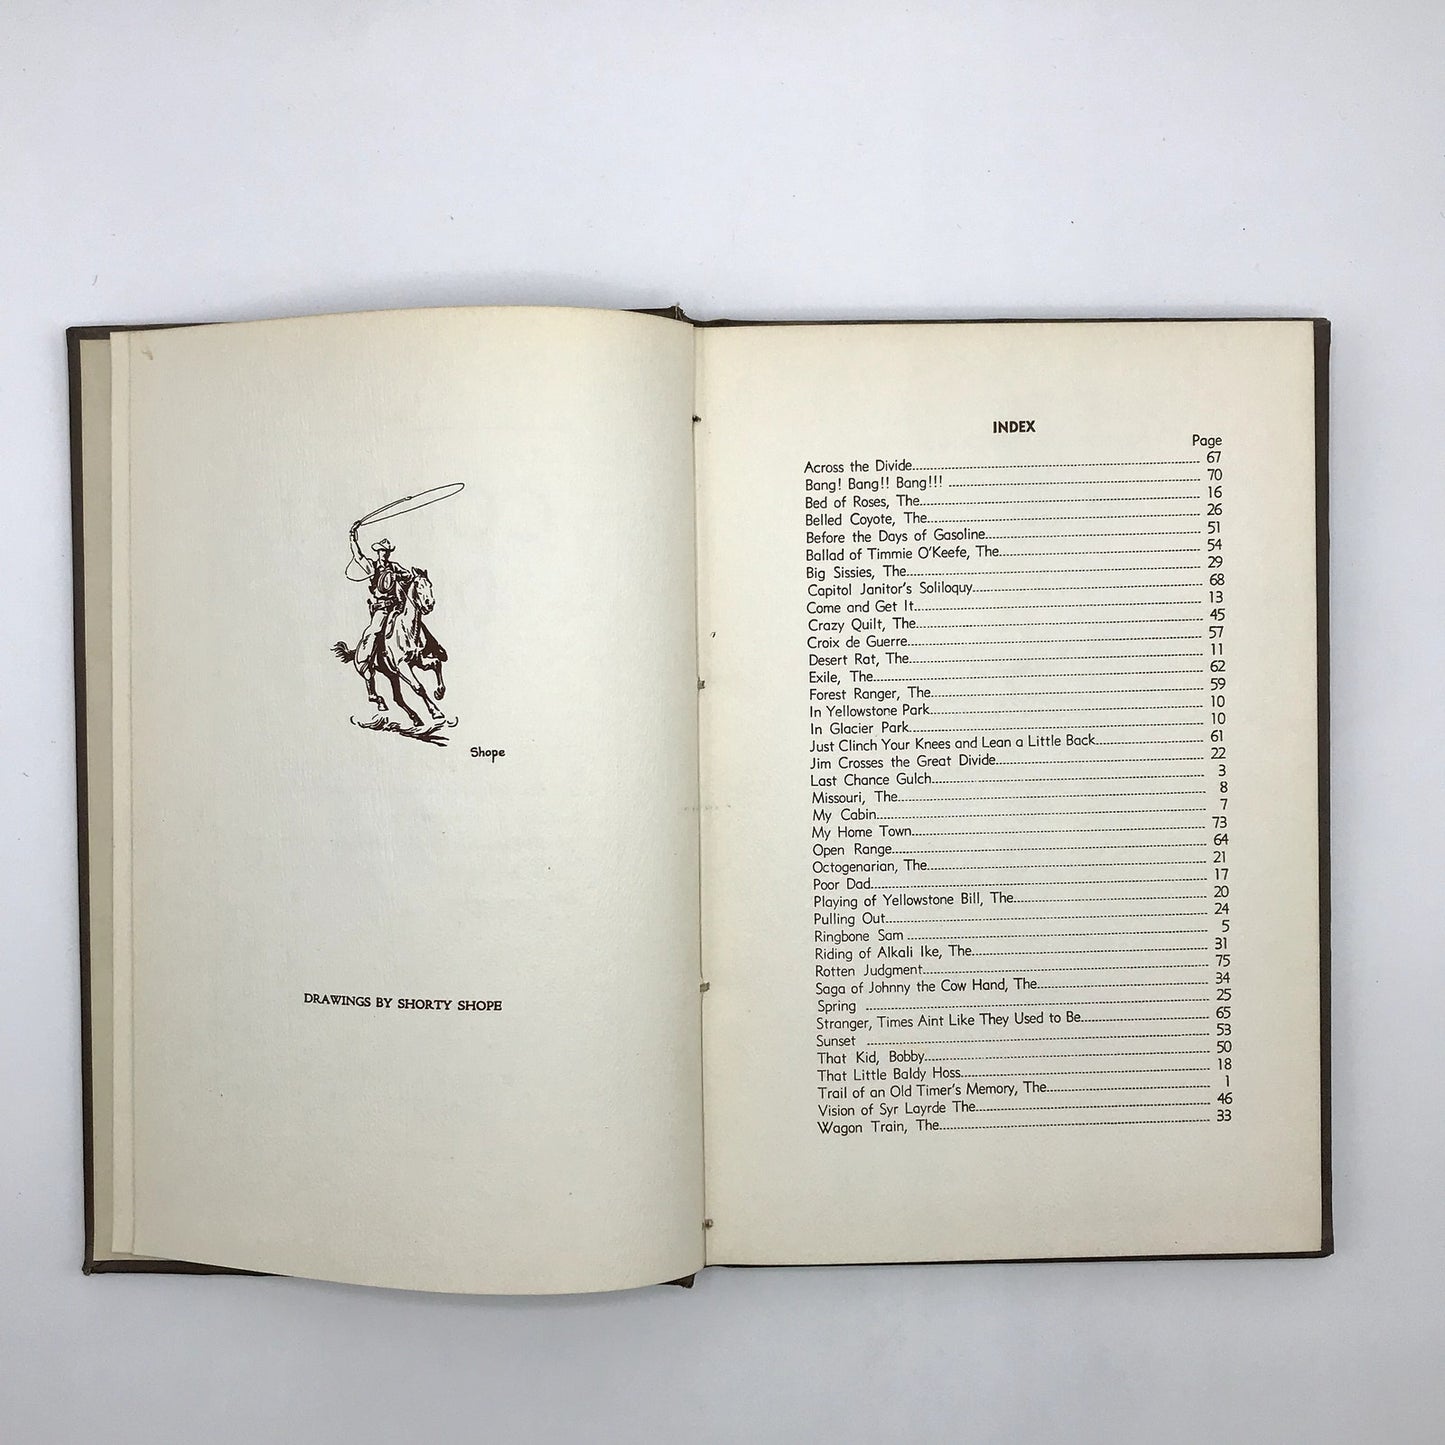 Shope
DRAWINGS BY SHORTY SHOPE
INDEX
Page
Across the Divide 67
Bang! Bang!! Bang!!! 70
Bed of Roses, The 16
Belled Coyote, The 26
Before the Days of Gasoline 51
Ballad of Timmie O'Keefe, The 54
Big Sissies, The 29
Capitol Janitor's Soliloquy 68
Come and Get It 13
Crazy Quilt, The 45
Croix de Guerre 57
Desert Rat, The 11
Exile, The 62
Forest Ranger, The 59
In Yellowstone Park 10
In Glacier Park 10
Just Clinch Your Knees and Lean a Little Back 61
Jim Crosses the Great Divide 22
Last Chance Gulch 3
Missouri, The 8
My Cabin 7
My Home Town 73
Open Range 64
Octogenarian, The 21
Poor Dad 17
Playing of Yellowstone Bill, The 20
Pulling Out 24
Ringbone Sam 5
Riding of Alkali Ike, The 31
Rotten Judgment 75
Saga of Johnny the Cow Hand, The 34
Spring 25
Stranger, Times Aint Like They Used to Be 65
Sunset 53
That Kid, Bobby 50
That Little Baldy Hoss 18
Trail of an Old Timer's Memory, The 1
Vision of Syr Layrde The 46
Wagon Train, The 33